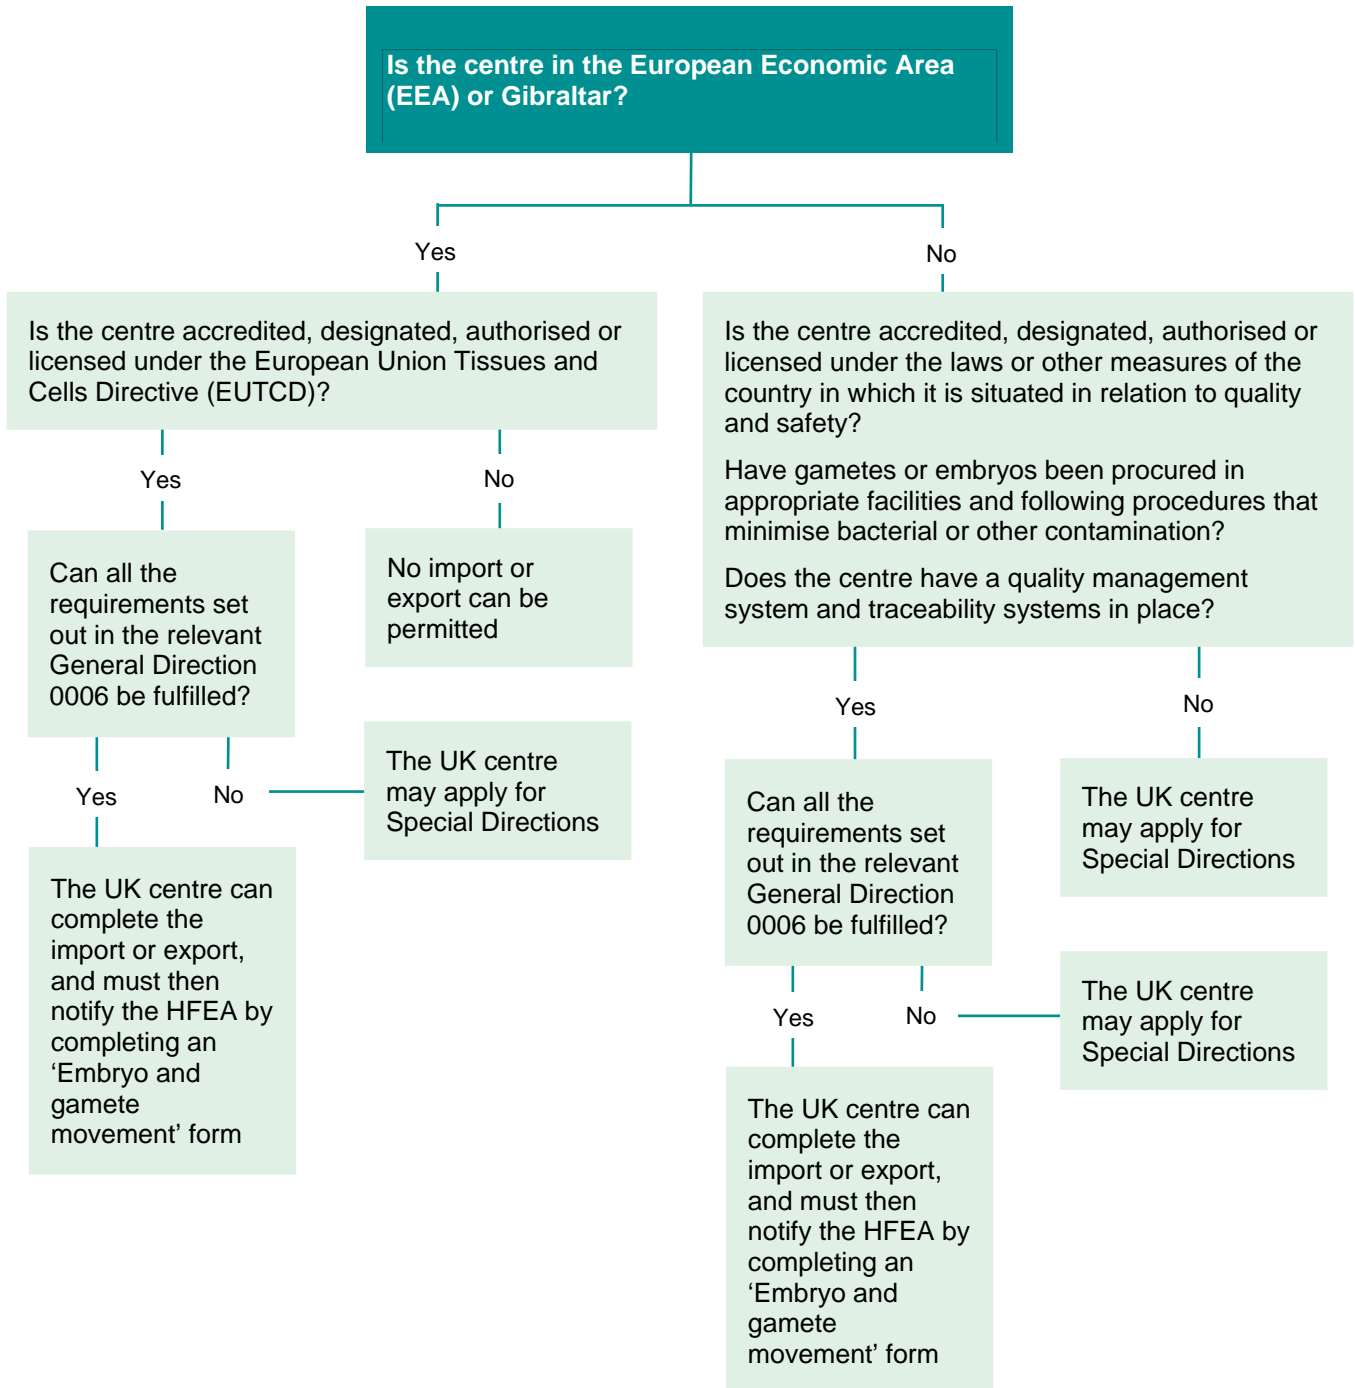 Is the centre in the European Economic Area
(EEA) or Gibraltar?
Yes
No
Is the centre accredited, designated, authorised or
licensed under the European Union Tissues and
Cells Directive (EUTCD)?
Yes
No
Can all the
requirements set
out in the relevant
General Direction
0006 be fulfilled?
No import or
export can be
permitted
Yes
No
The UK centre
may apply for
Special Directions
The UK centre can
complete the
import or export,
and must then
notify the HFEA by
completing an
‘Embryo and
gamete
movement’ form
Is the centre accredited, designated, authorised or
licensed under the laws or other measures of the
country in which it is situated in relation to quality
and safety?
Have gametes or embryos been procured in
appropriate facilities and following procedures that
minimise bacterial or other contamination?
Does the centre have a quality management
system and traceability systems in place?
Yes
No
Can all the
requirements set
out in the relevant
General Direction
0006 be fulfilled?
The UK centre
may apply for
Special Directions
Yes
No
The UK centre
may apply for
Special Directions
The UK centre can
complete the
import or export,
and must then
notify the HFEA by
completing an
‘Embryo and
gamete
movement’ form